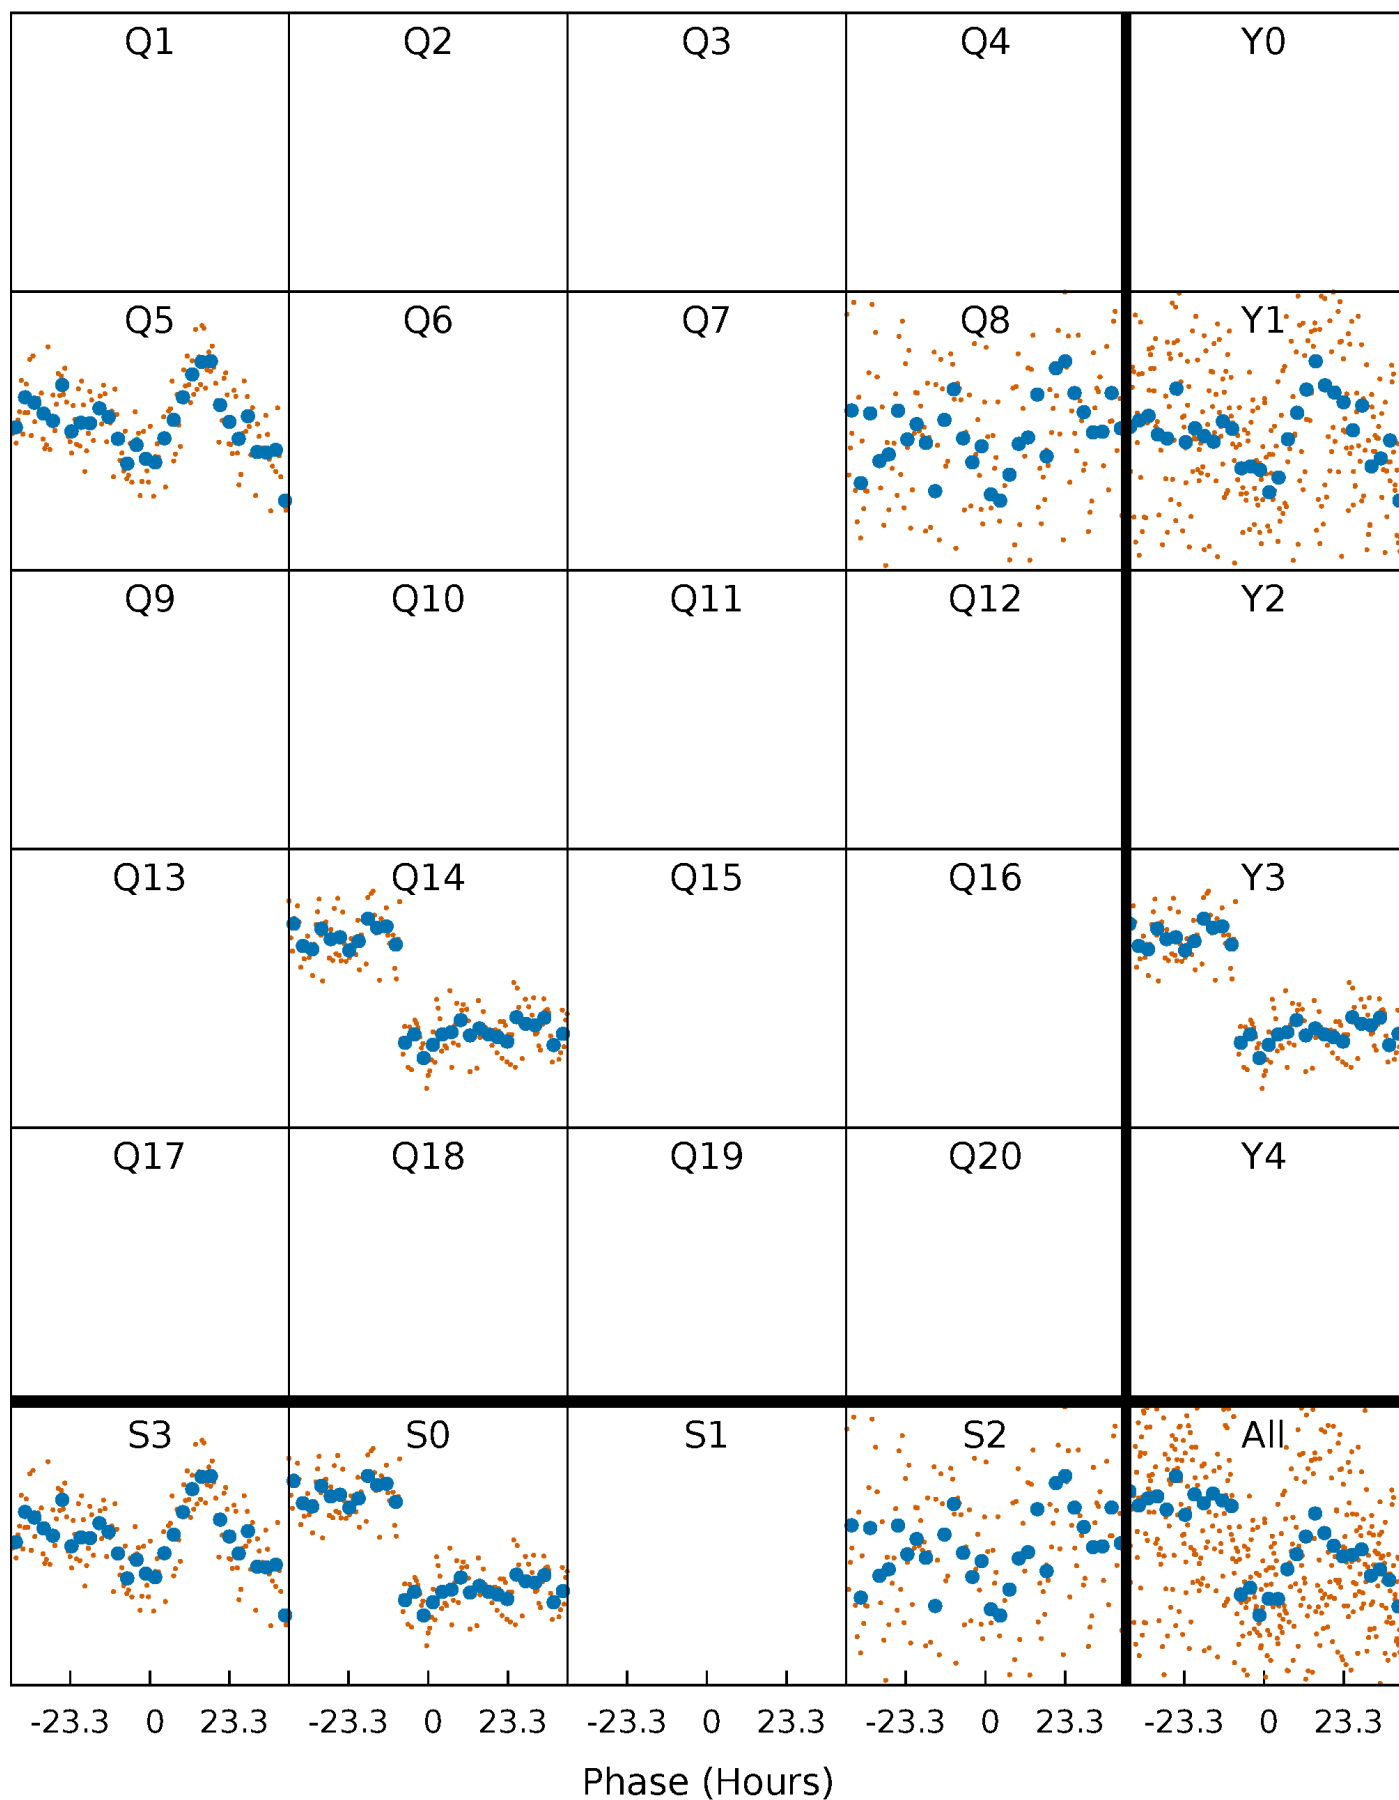 Q1 Q2 Q3 Q4 Y0
Q5 Q6 Q7 Q8 Y1
Q9 Q10 Q11 Q12 Y2
Q13 Q14 Q15 Q16 Y3
Q17 Q18 Q19 Q20 Y4
S3 S0 S1 S2 All
-23.3 0 23.3 -23.3 0 23.3 -23.3 0 23.3 -23.3 0 23.3 -23.3 0 23.3
Phase (Hours)